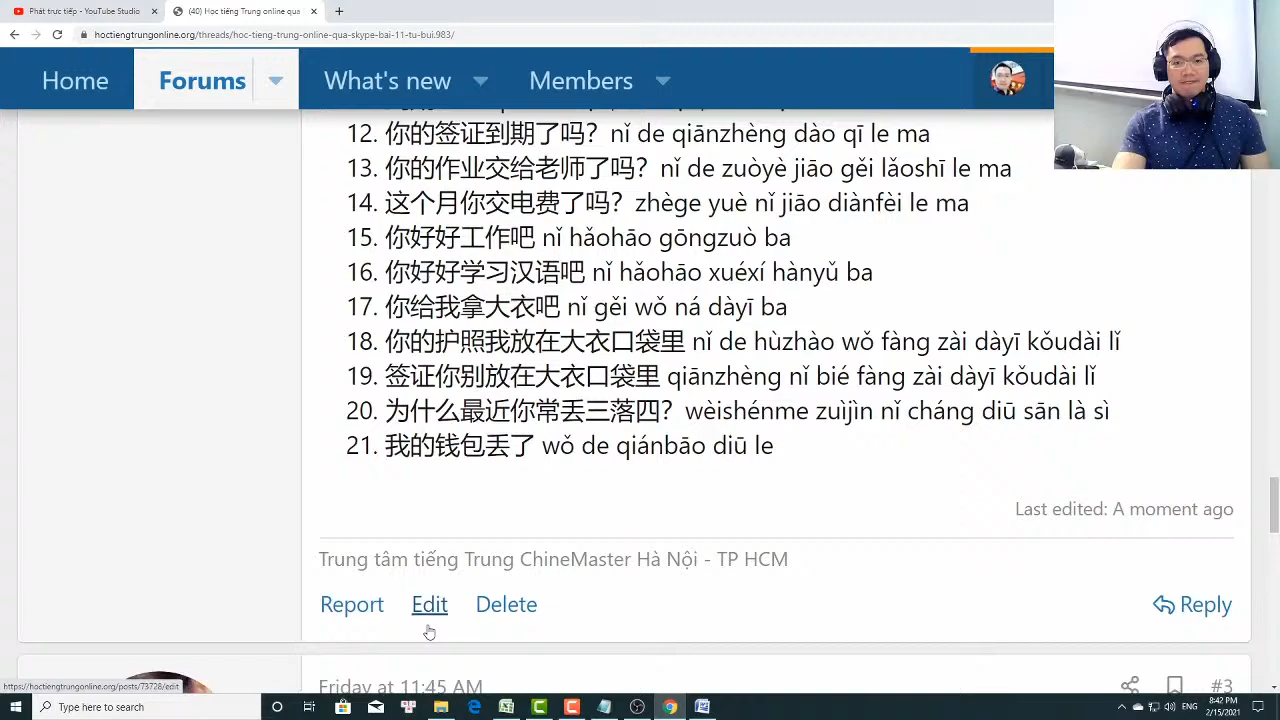 Phát trực tiếp - YouTube Studio
(40) Học tiếng Trung online qua
hoctiengtrungonline.org/threads/hoc-tieng-trung-online-qua-skype-bai-11-tu-bui.983/
Home
Forums
What's new
Members
12. 你的签证到期了吗？nǐ de qiānzhèng dào qī le ma
13. 你的作业交给老师了吗？nǐ de zuòyè jiāo gěi lǎoshī le ma
14. 这个月你交电费了吗？zhège yuè nǐ jiāo diànfèi le ma
15. 你好好工作吧 nǐ hǎohāo gōngzuò ba
16. 你好好学习汉语吧 nǐ hǎohāo xuéxí hànyǔ ba
17. 你给我拿大衣吧 nǐ gěi wǒ ná dàyī ba
18. 你的护照我放在大衣口袋里 nǐ de hùzhào wǒ fàng zài dàyī kǒudài lǐ
19. 签证你别放在大衣口袋里 qiānzhèng nǐ bié fàng zài dàyī kǒudài lǐ
20. 为什么最近你常丢三落四？wèishénme zuìjìn nǐ cháng diū sān là sì
21. 我的钱包丢了 wǒ de qiánbāo diū le
Last edited: A moment ago
Trung tâm tiếng Trung ChineMaster Hà Nội - TP HCM
Report
Edit
Delete
Reply
Friday at 11:45 AM
#3
https://hoctiengtrungonline.org/posts/73728/edit
Type here to search
ENG
8:42 PM
2/15/2021